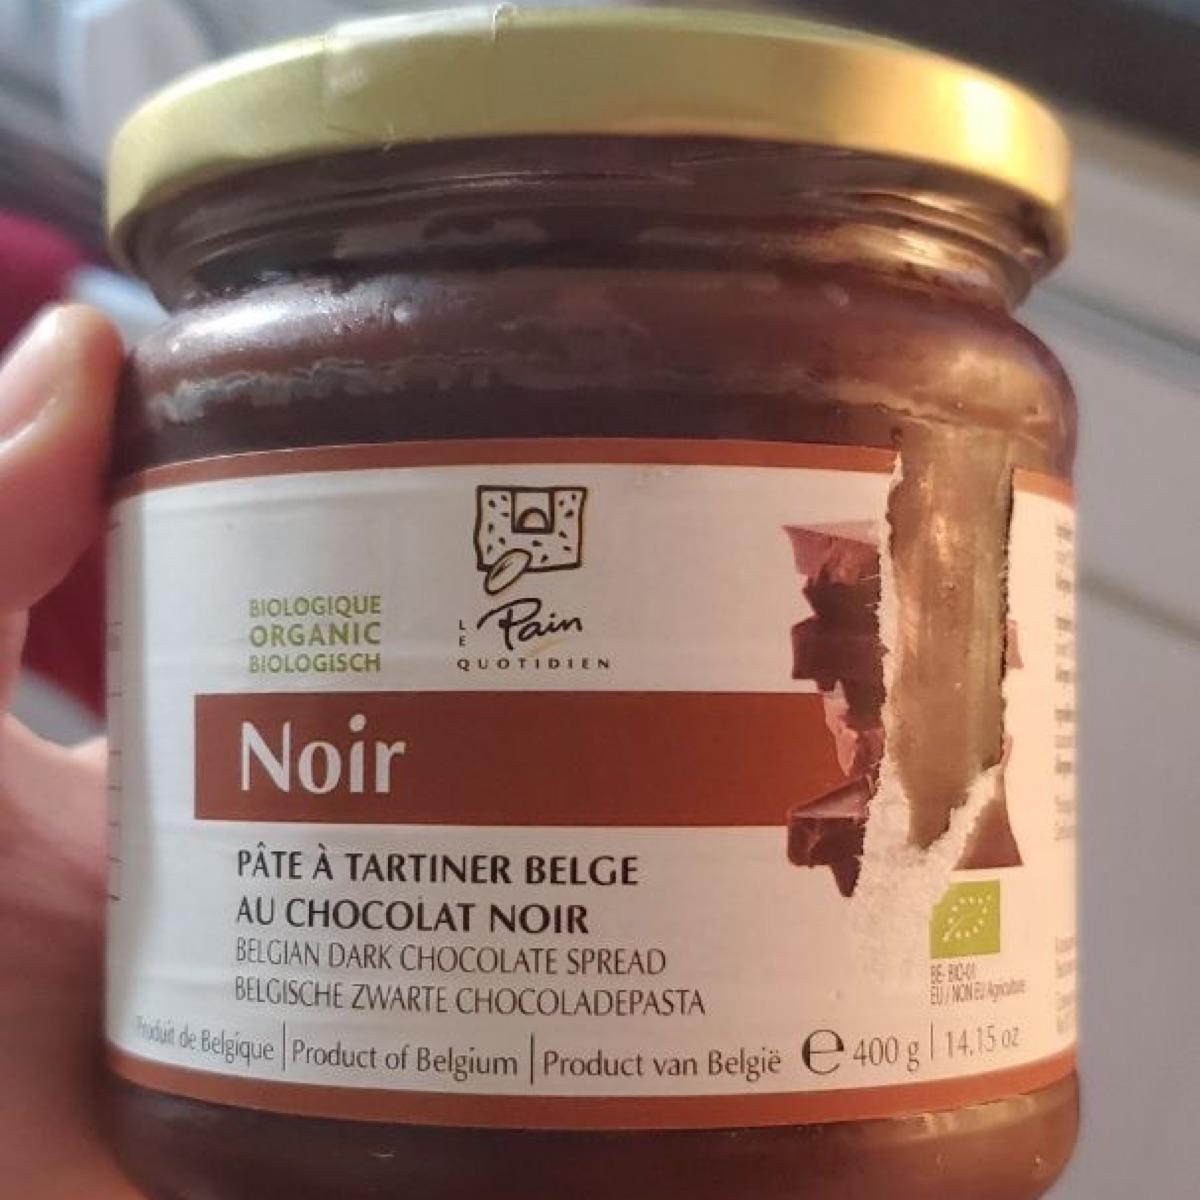 BIOLOGIQUE
ORGANIC
BIOLOGISCH
LE Pain
QUOTIDIEN
Noir
PÂTE À TARTINER BELGE
AU CHOCOLAT NOIR
BELGIAN DARK CHOCOLATE SPREAD
BELGISCHE ZWARTE CHOCOLADEPASTA
BE-BIO-01
EU / NON EU Agriculture
Produit de Belgique | Product of Belgium | Product van België ℮ 400 g | 14.15 oz